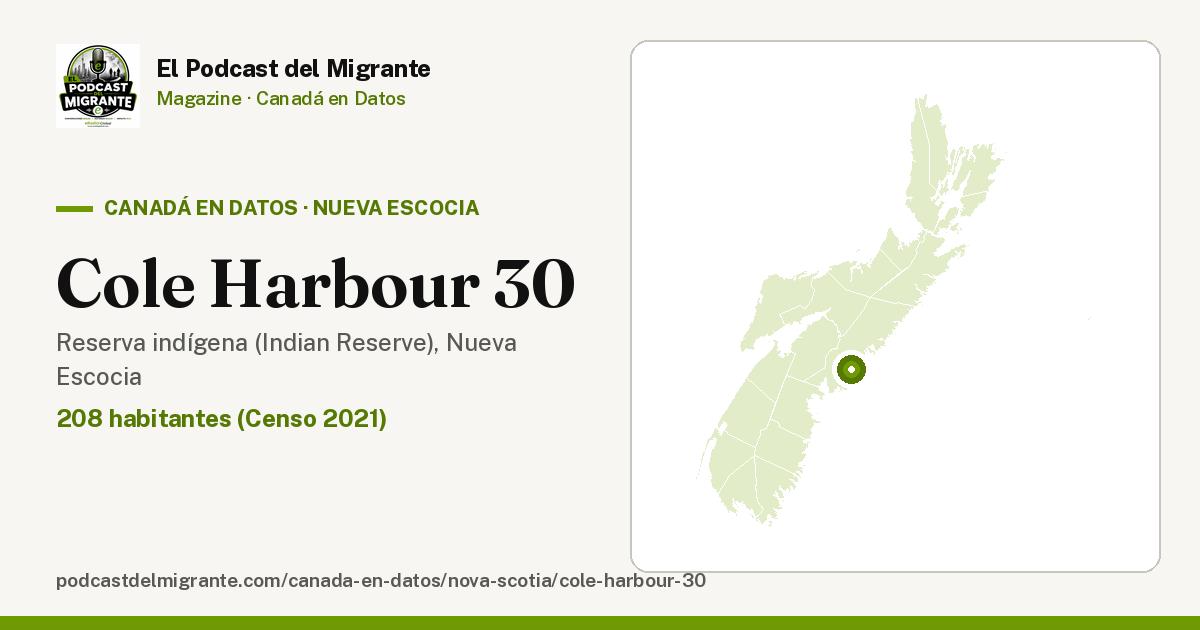 EL
PODCAST
DEL
MIGRANTE
El Podcast del Migrante
Magazine · Canadá en Datos
CANADÁ EN DATOS · NUEVA ESCOCIA
Cole Harbour 30
Reserva indígena (Indian Reserve), Nueva
Escocia
208 habitantes (Censo 2021)
podcastdelmigrante.com/canada-en-datos/nova-scotia/cole-harbour-30